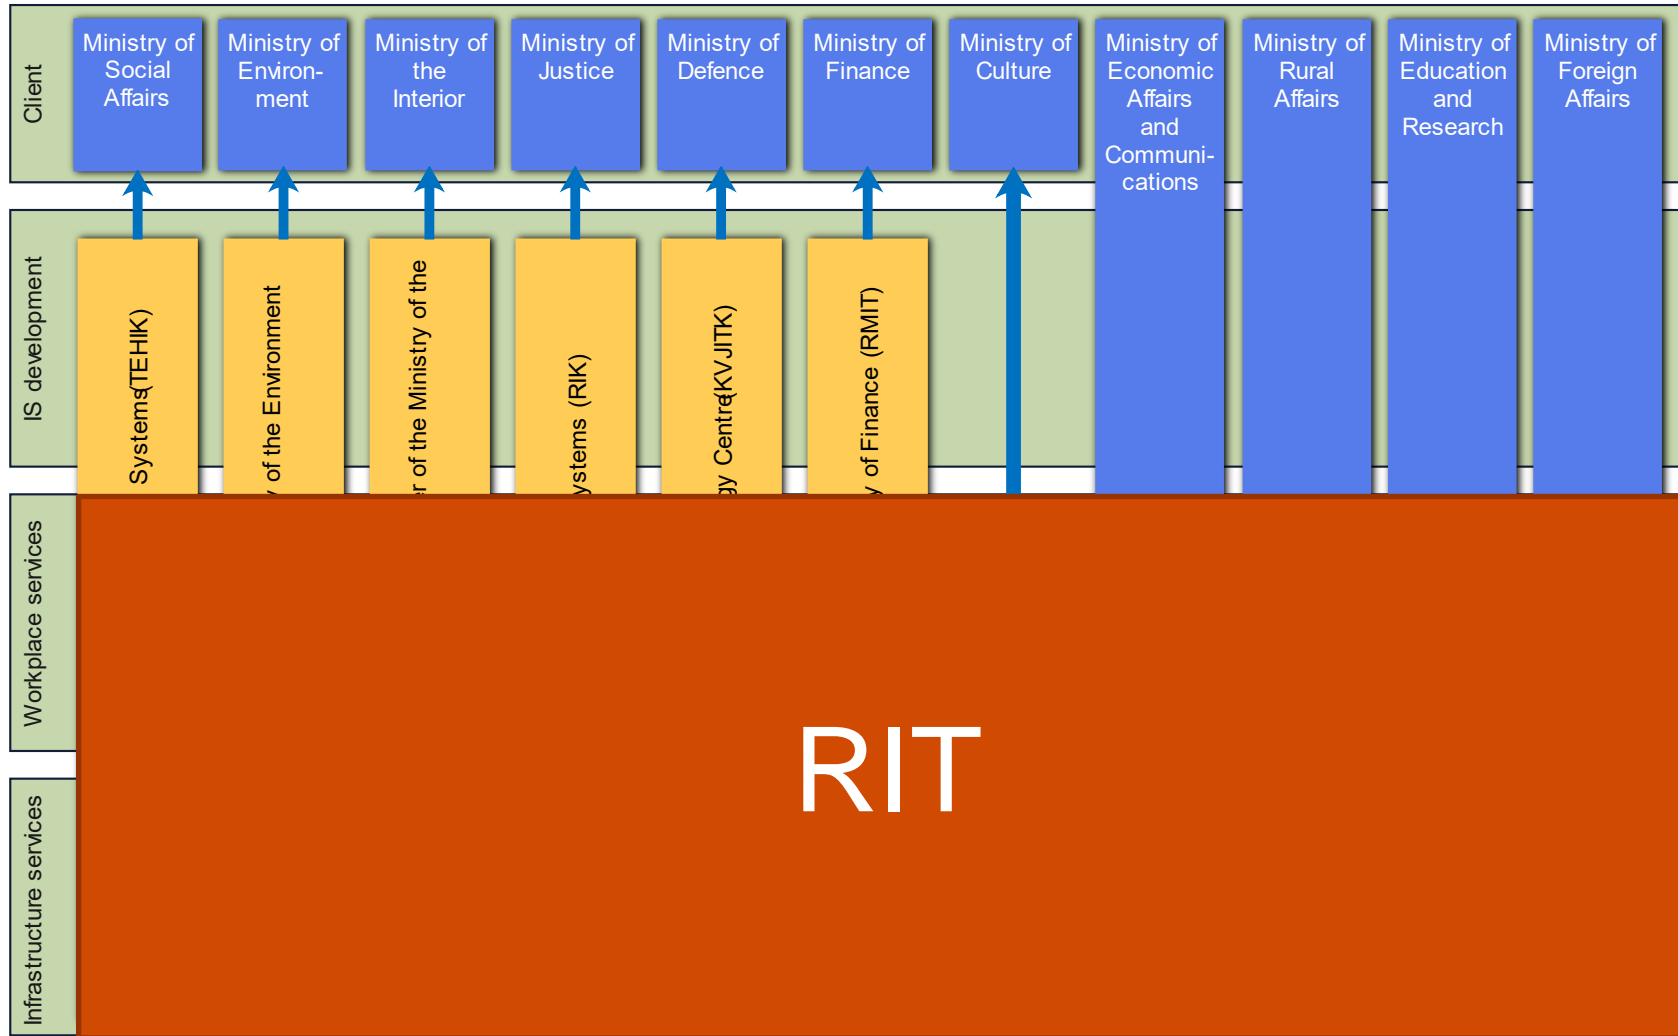 Client
Ministry of
Social
Affairs
Ministry of
Environ-
ment
Ministry of
the
Interior
Ministry of
Justice
Ministry of
Defence
Ministry of
Finance
Ministry of
Culture
Ministry of
Economic
Affairs
and
Communi-
cations
Ministry of
Rural
Affairs
Ministry of
Education
and
Research
Ministry of
Foreign
Affairs
IS development
Systems(TEHIK)
of the Environment
of the Ministry of the
(RIK)
Centre(KVJITK)
of Finance (RMIT)
Workplace services
RIT
Infrastructure services